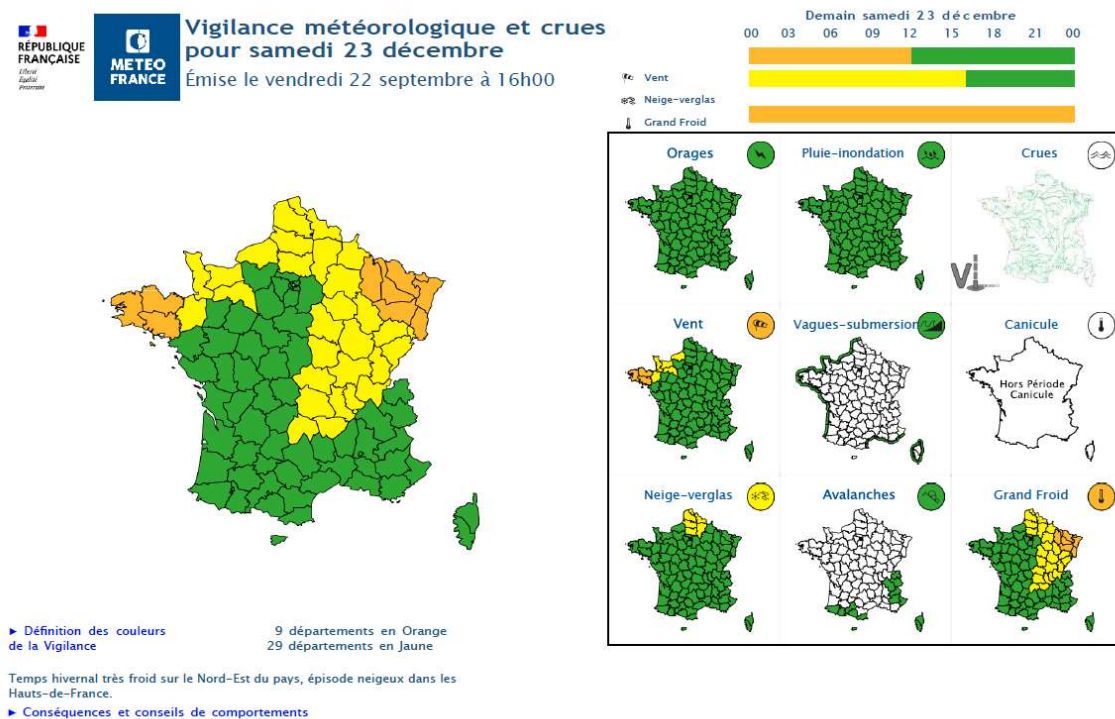 RÉPUBLIQUE
FRANÇAISE
Liberté
Égalité
Fraternité
METEO
FRANCE
Vigilance météorologique et crues
pour samedi 23 décembre
Émise le vendredi 22 septembre à 16h00
Demain samedi 23 décembre
00 03 06 09 12 15 18 21 00
Vent
Neige-verglas
Grand Froid
Orages
Pluie-inondation
Crues
Vent
Vagues-submersion
Canicule
Hors Période
Canicule
Neige-verglas
Avalanches
Grand Froid
► Définition des couleurs
de la Vigilance
9 départements en Orange
29 départements en Jaune
Temps hivernal très froid sur le Nord-Est du pays, épisode neigeux dans les
Hauts-de-France.
► Conséquences et conseils de comportements